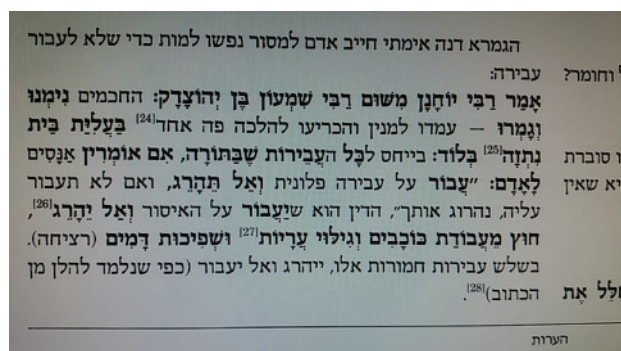 הגמרא דנה אימתי חייב אדם למסור נפשו למות כדי שלא לעבור
וחומר? עבירה:
אָמַר רַבִּי יוֹחָנָן מִשּׁוּם רַבִּי שִׁמְעוֹן בֶּן יְהוֹצָדָק: החכמים נִימְנוּ
וְגָמְרוּ – עמדו למנין והכריעו להלכה פה אחד[24] בַּעֲלִיַּת בֵּית
סוברת נִתְזָה[25] בְּלוֹד: בייחס לכָל הָעֲבֵירוֹת שֶׁבַּתּוֹרָה, אִם אוֹמְרִין אַנָּסִים
שאין לָאָדָם: "עֲבוֹר על עבירה פלונית וְאַל תֵּהָרֵג, ואם לא תעבור
עליה, נהרוג אותך", הדין הוא שיַעֲבוֹר על האיסור וְאַל יֵהָרֵג[26],
חוּץ מֵעֲבוֹדַת כּוֹכָבִים וְגִילּוּי עֲרָיוֹת[27] וּשְׁפִיכוּת דָּמִים (רציחה).
בשלש עבירות חמורות אלו, ייהרג ואל יעבור (כפי שנלמד להלן מן
אֶת הכתוב)[28].
הערות